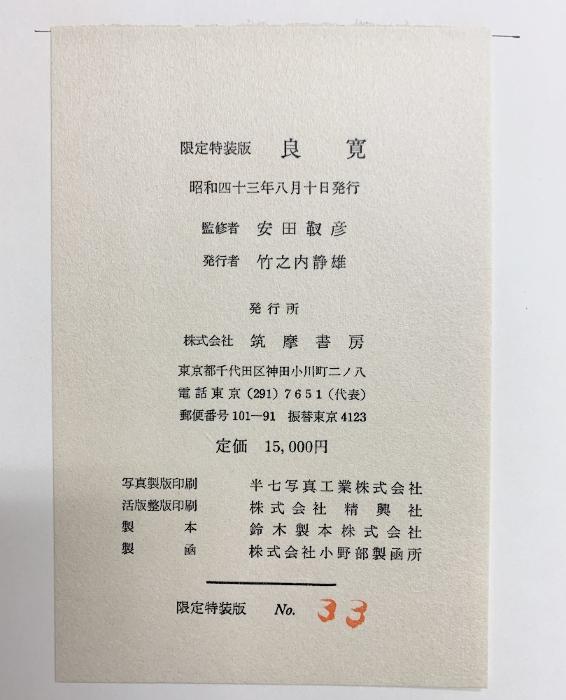 限定特装版 良寛
昭和四十三年八月十日発行
監修者 安田靫彦
発行者 竹之内静雄
発行所
株式会社 筑摩書房
東京都千代田区神田小川町二ノ八
電話東京(291)7651(代表)
郵便番号101—91 振替東京4123
定価 15,000円
写真製版印刷 半七写真工業株式会社
活版整版印刷 株式会社 精興社
製本 鈴木製本株式会社
製函 株式会社小野部製函所
限定特装版 No. 33